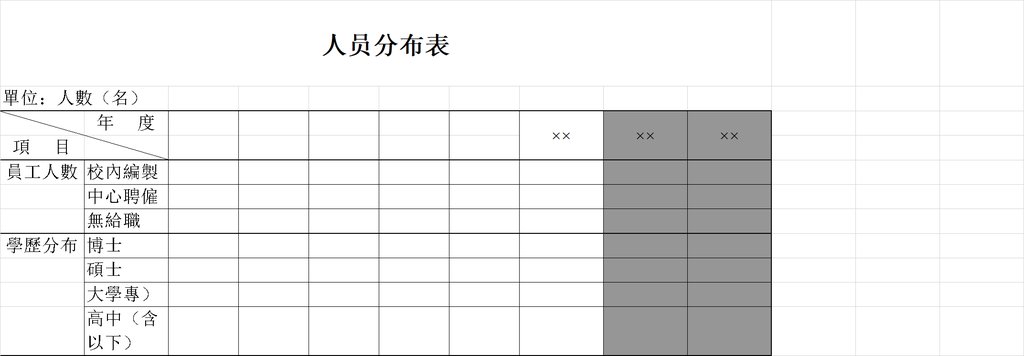 人员分布表
單位：人數（名）
年 度
×× ×× ××
項 目
員工人數 校內編製
中心聘僱
無給職
學歷分布 博士
碩士
大學專）
高中（含
以下）